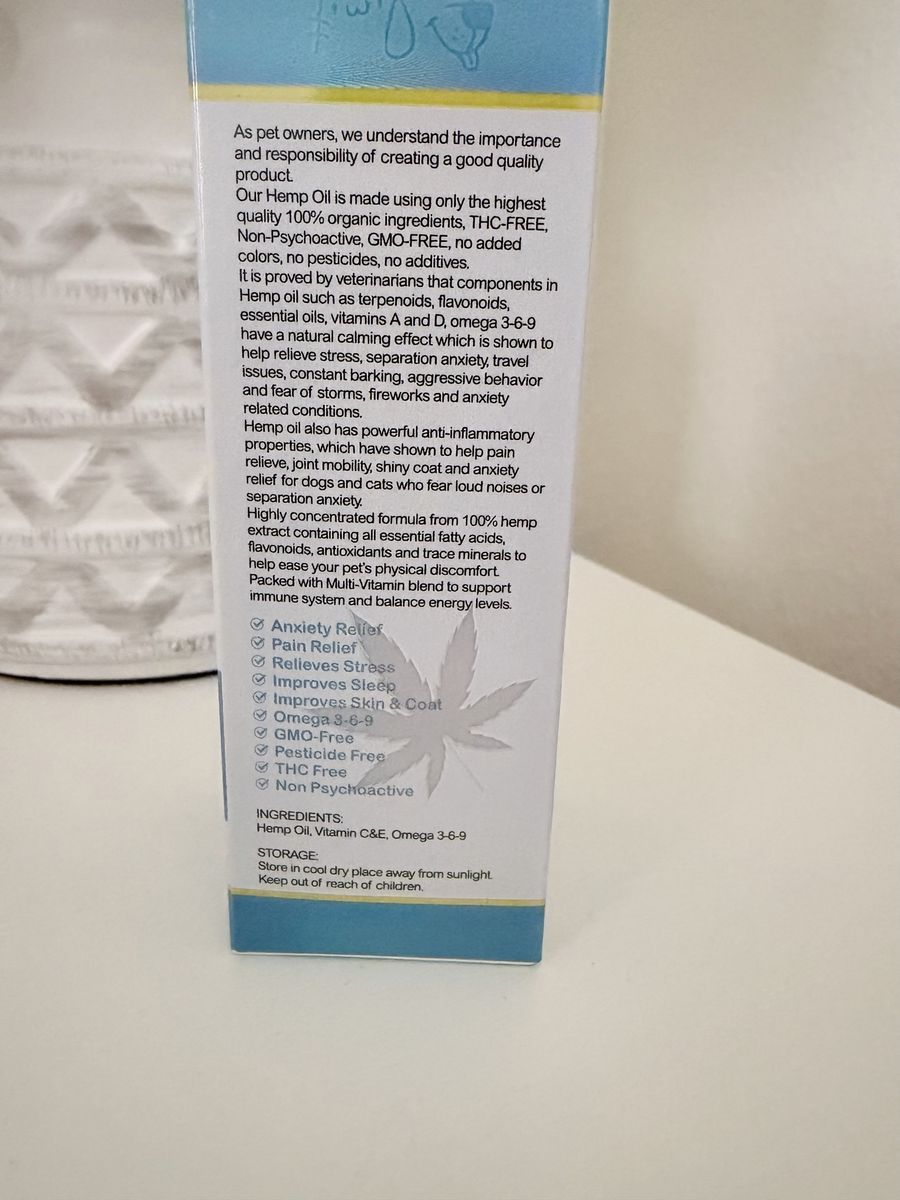 As pet owners, we understand the importance
and responsibility of creating a good quality
product.
Our Hemp Oil is made using only the highest
quality 100% organic ingredients, THC-FREE,
Non-Psychoactive, GMO-FREE, no added
colors, no pesticides, no additives.
It is proved by veterinarians that components in
Hemp oil such as terpenoids, flavonoids,
essential oils, vitamins A and D, omega 3-6-9
have a natural calming effect which is shown to
help relieve stress, separation anxiety, travel
issues, constant barking, aggressive behavior
and fear of storms, fireworks and anxiety
related conditions.
Hemp oil also has powerful anti-inflammatory
properties, which have shown to help pain
relieve, joint mobility, shiny coat and anxiety
relief for dogs and cats who fear loud noises or
separation anxiety.
Highly concentrated formula from 100% hemp
extract containing all essential fatty acids,
flavonoids, antioxidants and trace minerals to
help ease your pet's physical discomfort.
Packed with Multi-Vitamin blend to support
immune system and balance energy levels.
Anxiety Relief
Pain Relief
Relieves Stress
Improves Sleep
Improves Skin & Coat
Omega 3-6-9
GMO-Free
Pesticide Free
THC Free
Non Psychoactive
INGREDIENTS:
Hemp Oil, Vitamin C&E, Omega 3-6-9
STORAGE:
Store in cool dry place away from sunlight.
Keep out of reach of children.